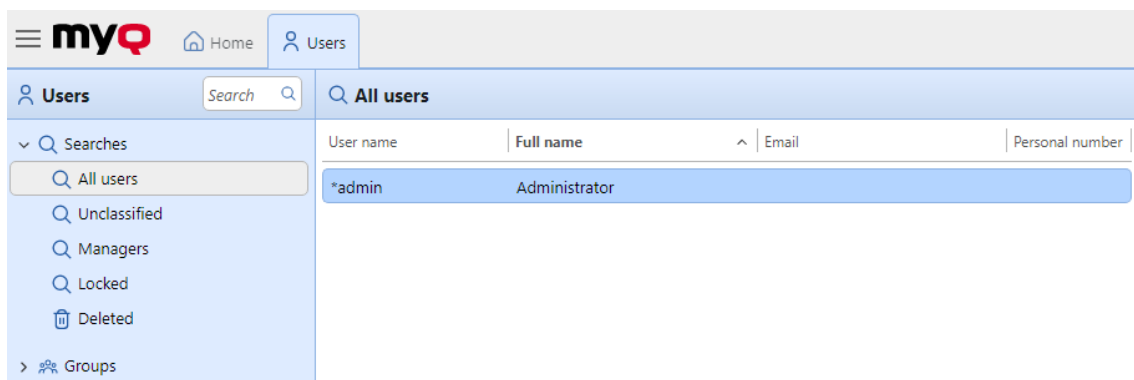 myQ Home Users
Users Search
All users
Searches
All users
Unclassified
Managers
Locked
Deleted
Groups
User name Full name Email Personal number
*admin Administrator